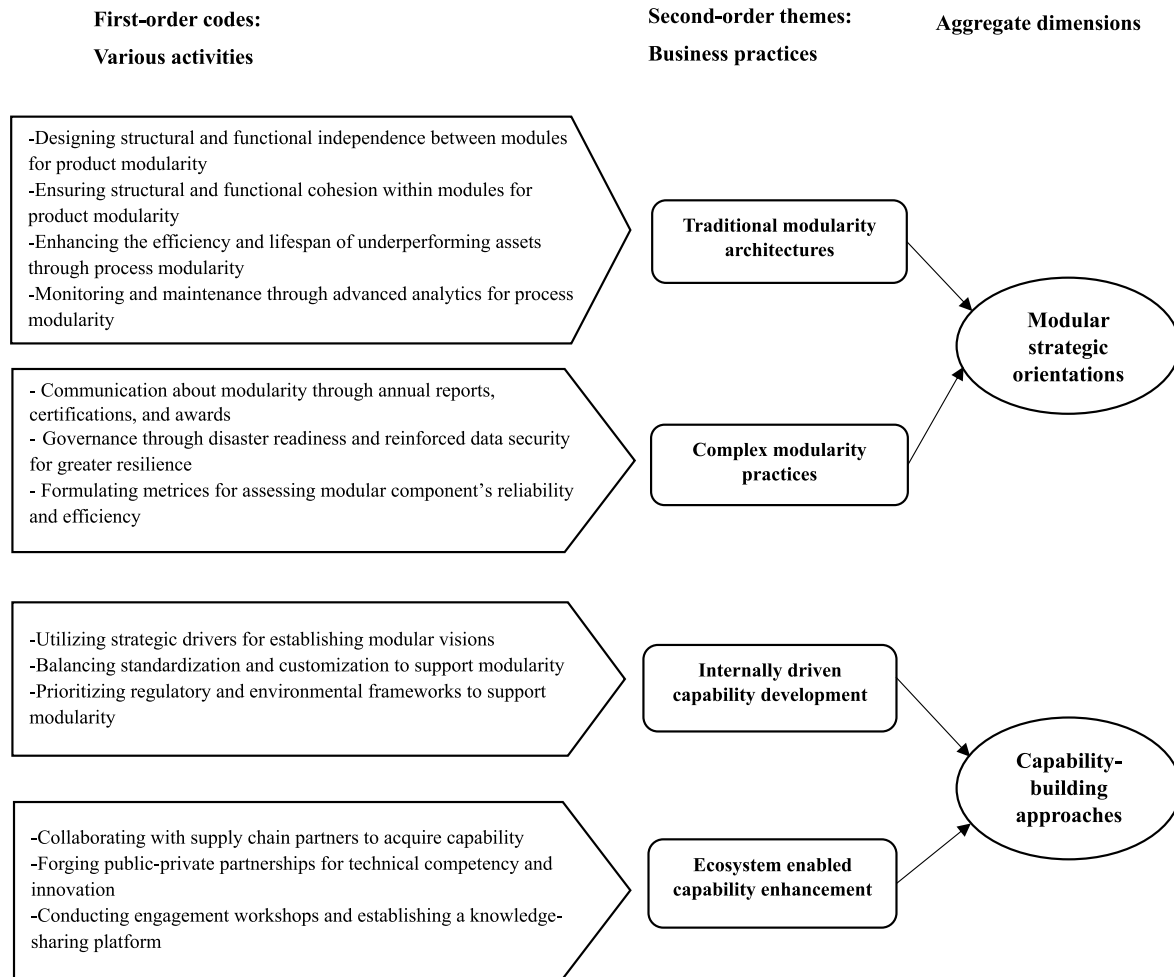 First-order codes:
Various activities
Second-order themes:
Business practices
Aggregate dimensions
-Designing structural and functional independence between modules
for product modularity
-Ensuring structural and functional cohesion within modules for
product modularity
-Enhancing the efficiency and lifespan of underperforming assets
through process modularity
-Monitoring and maintenance through advanced analytics for process
modularity
Traditional modularity
architectures
Modular
strategic
orientations
- Communication about modularity through annual reports,
certifications, and awards
- Governance through disaster readiness and reinforced data security
for greater resilience
- Formulating metrices for assessing modular component’s reliability
and efficiency
Complex modularity
practices
-Utilizing strategic drivers for establishing modular visions
-Balancing standardization and customization to support modularity
-Prioritizing regulatory and environmental frameworks to support
modularity
Internally driven
capability development
Capability-
building
approaches
-Collaborating with supply chain partners to acquire capability
-Forging public-private partnerships for technical competency and
innovation
-Conducting engagement workshops and establishing a knowledge-
sharing platform
Ecosystem enabled
capability enhancement